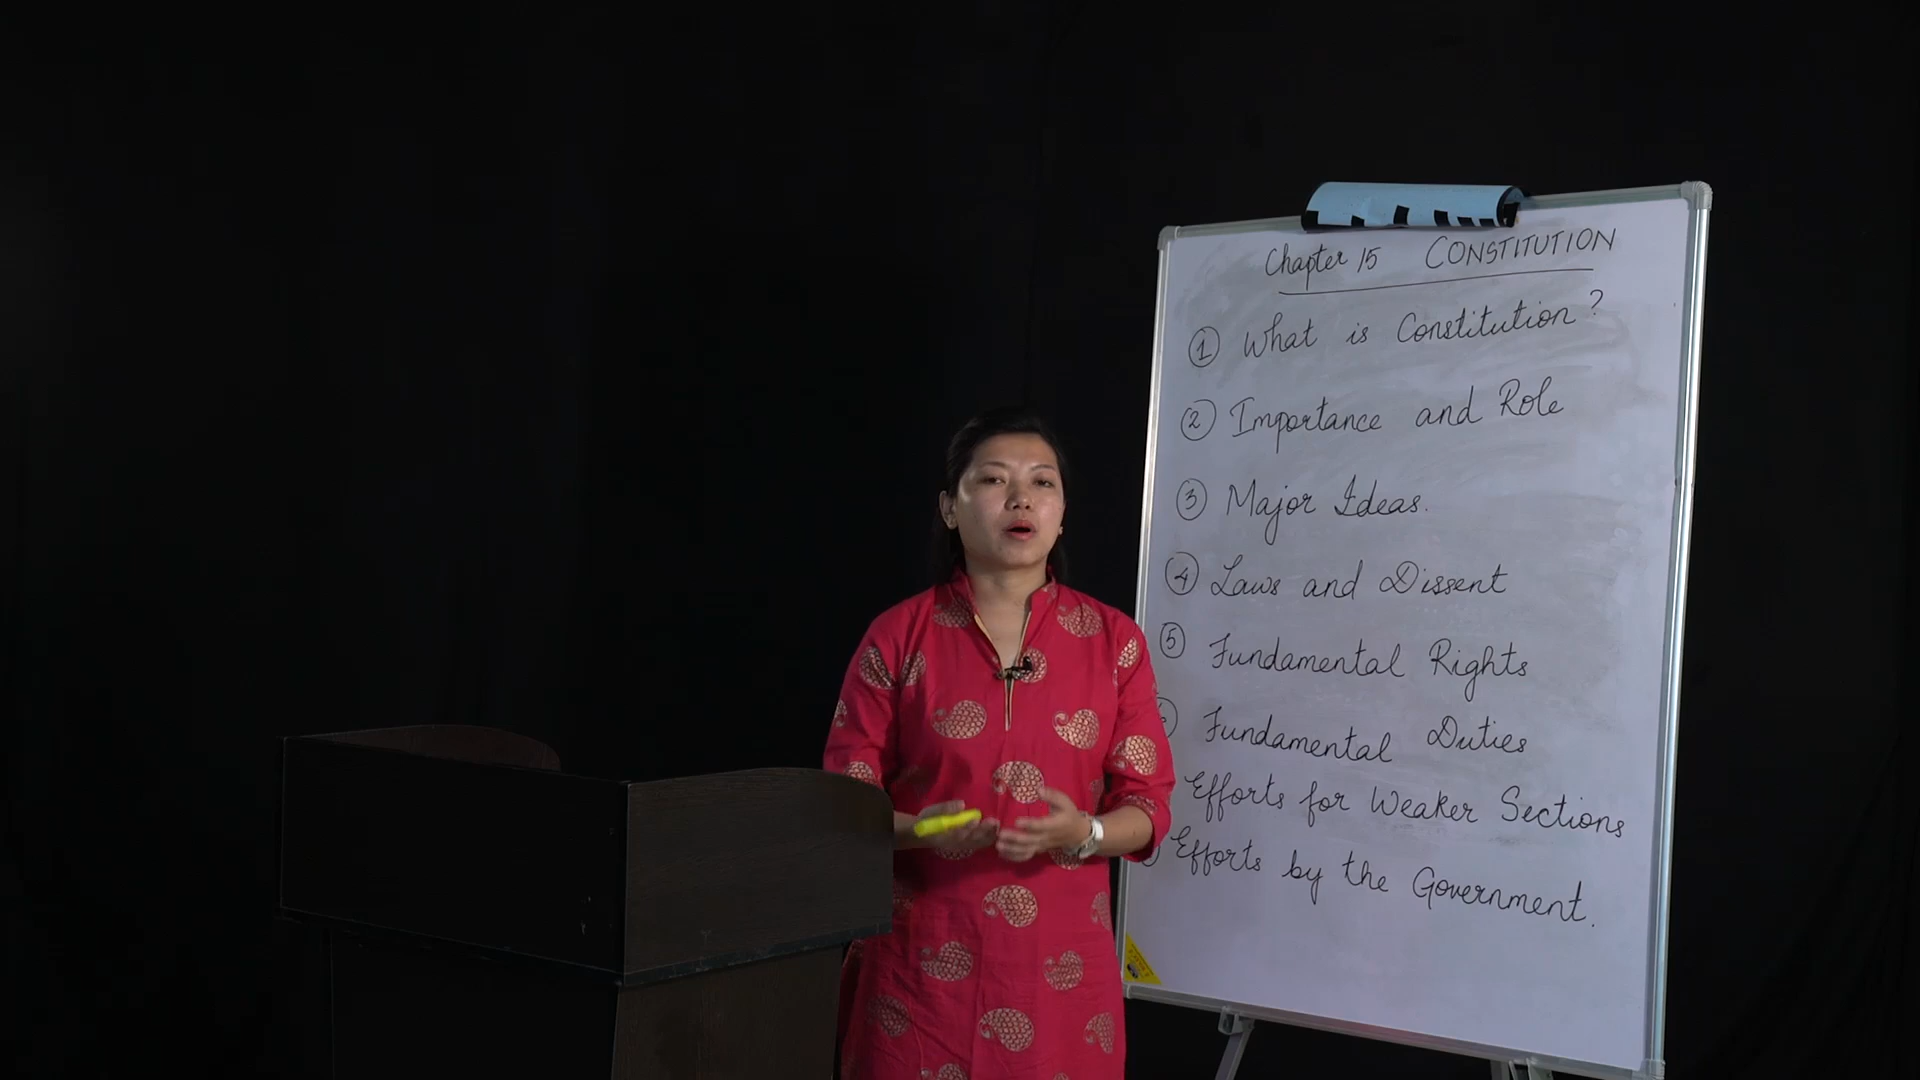 Chapter 15 CONSTITUTION
1 What is Constitution?
2 Importance and Role
3 Major Ideas.
4 Laws and Dissent
5 Fundamental Rights
Fundamental Duties
Efforts for Weaker Sections
Efforts by the Government.